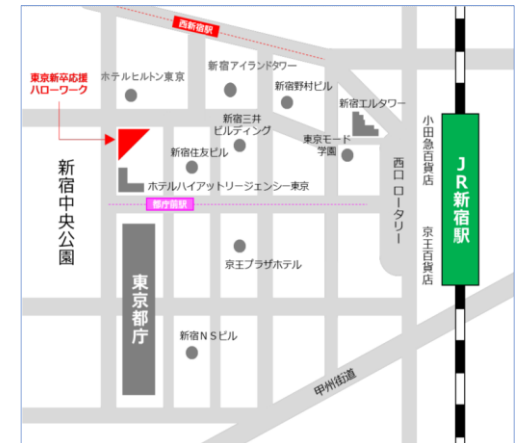 西新宿駅
東京新卒応援
ハローワーク
ホテルヒルトン東京
新宿アイランドタワー
新宿野村ビル
新宿エルタワー
新宿三井
ビルディング
東京モード
学園
新宿住友ビル
ホテルハイアットリージェンシー東京
都庁前駅
新宿中央公園
西口 ロータリー
小田急百貨店
JR新宿駅
京王百貨店
京王プラザホテル
東京都庁
新宿NSビル
甲州街道